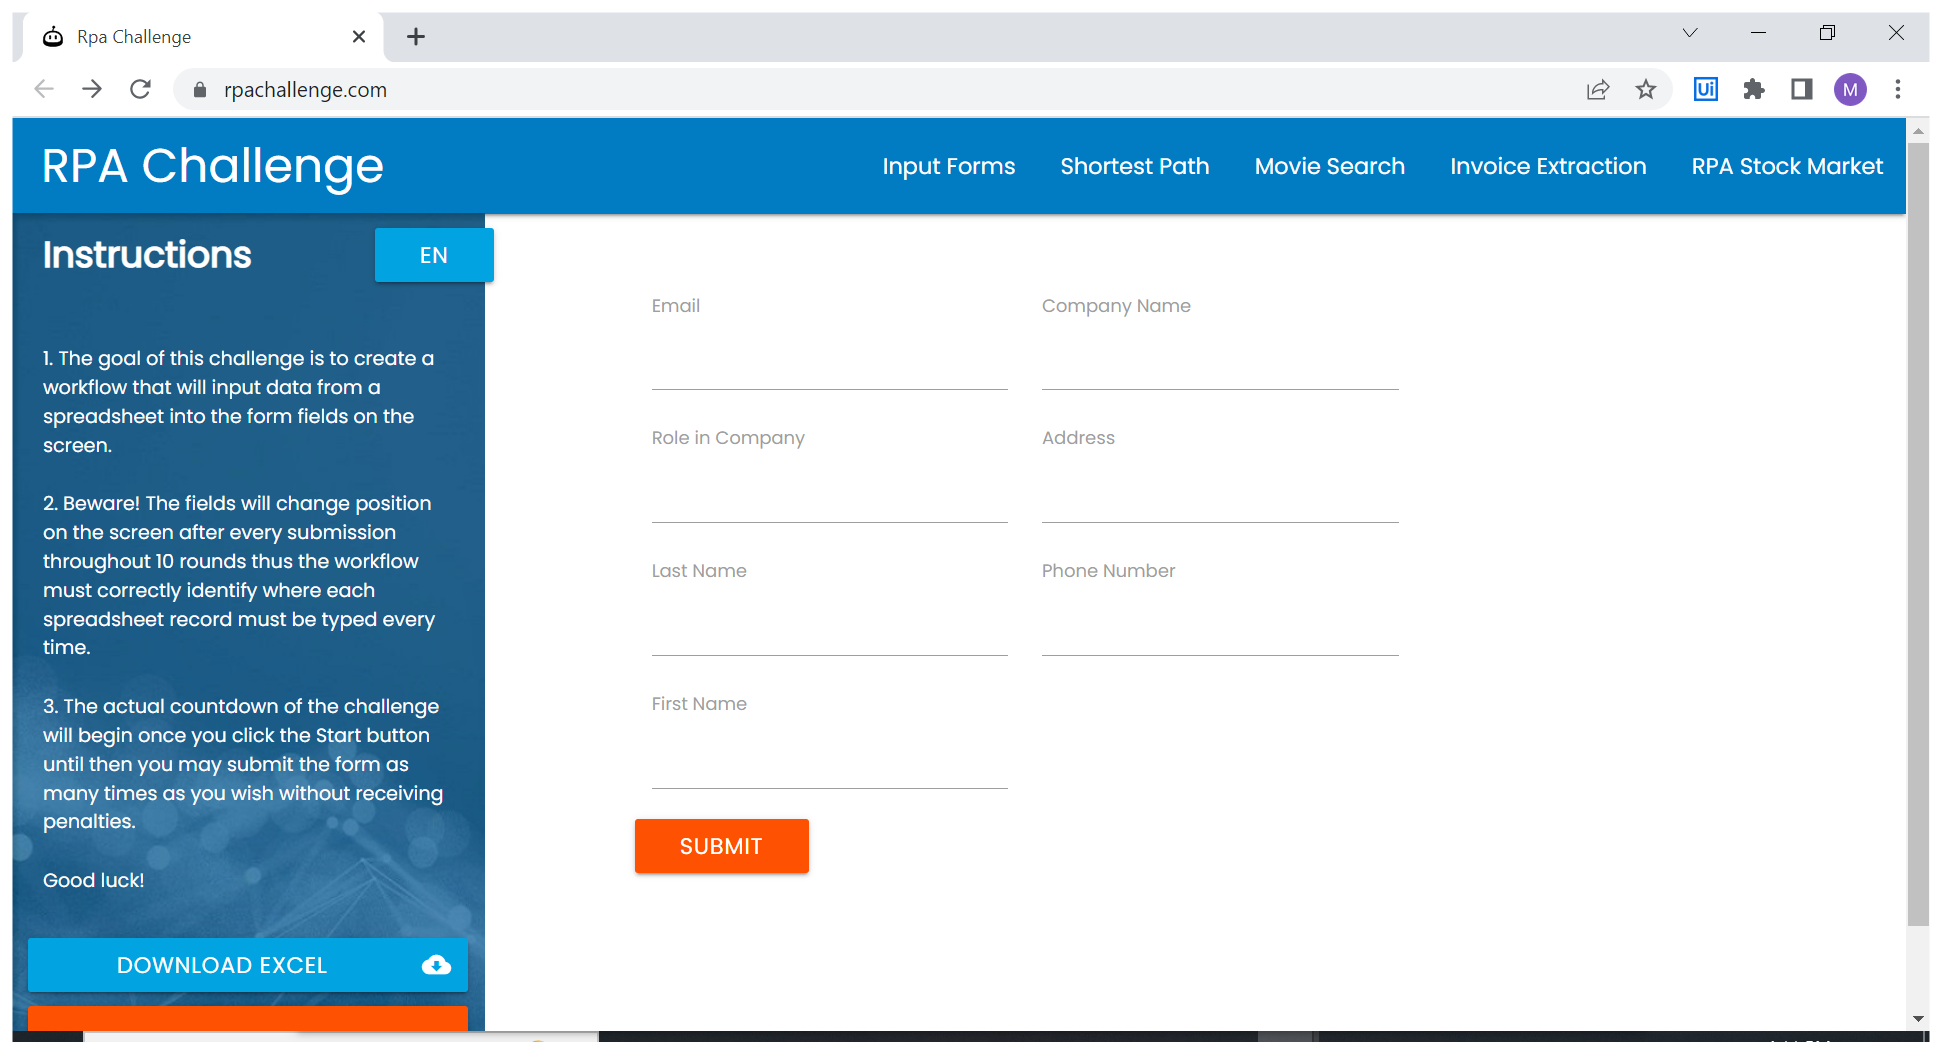 Rpa Challenge
rpachallenge.com
Ui
M
RPA Challenge
Input Forms
Shortest Path
Movie Search
Invoice Extraction
RPA Stock Market
Instructions
EN
1. The goal of this challenge is to create a
workflow that will input data from a
spreadsheet into the form fields on the
screen.
2. Beware! The fields will change position
on the screen after every submission
throughout 10 rounds thus the workflow
must correctly identify where each
spreadsheet record must be typed every
time.
3. The actual countdown of the challenge
will begin once you click the Start button
until then you may submit the form as
many times as you wish without receiving
penalties.
Good luck!
DOWNLOAD EXCEL
Email
Company Name
Role in Company
Address
Last Name
Phone Number
First Name
SUBMIT